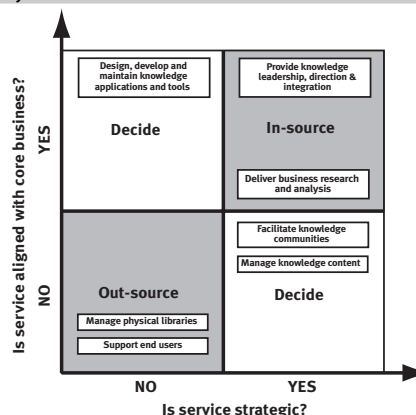 Design, develop and
maintain knowledge
applications and tools
Decide
Provide knowledge
leadership, direction &
integration
In-source
Deliver business research
and analysis
Out-source
Manage physical libraries
Support end users
Facilitate knowledge
communities
Manage knowledge content
Decide
Is service aligned with core business?
YES
NO
NO
YES
Is service strategic?